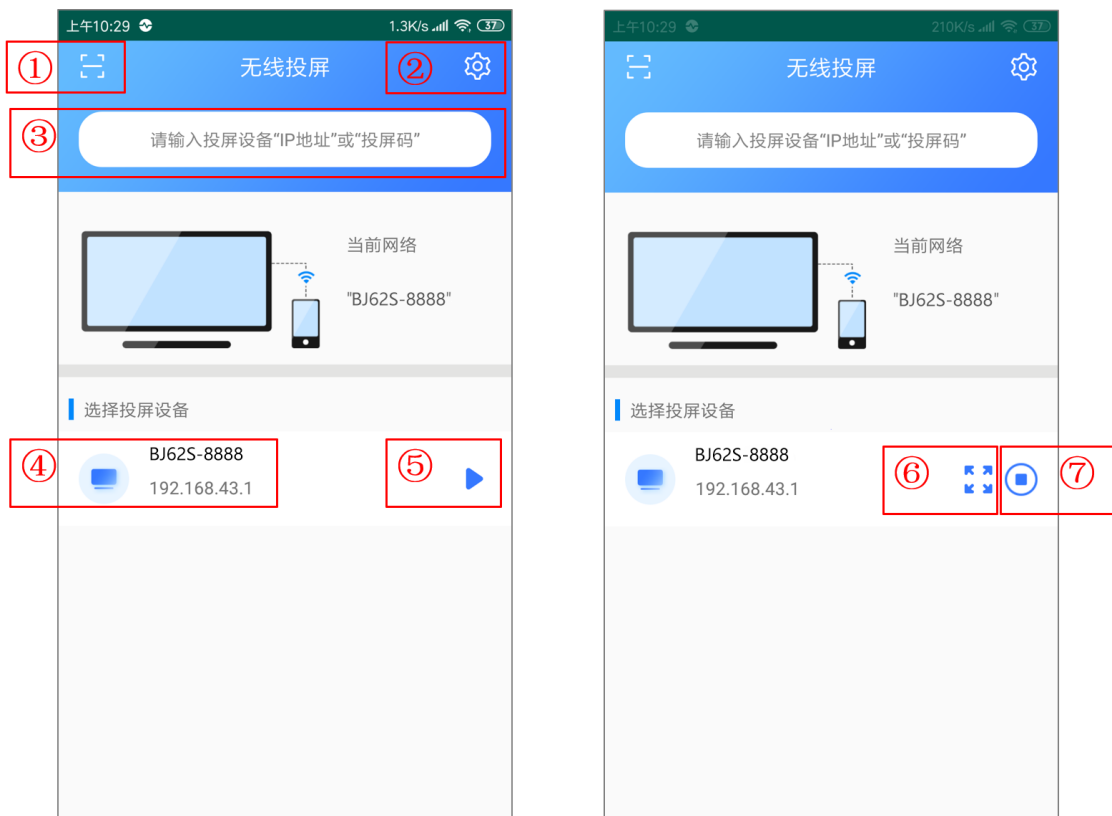 上午10:29 1.3K/s 37
① 无线投屏 ②
③ 请输入投屏设备“IP地址”或“投屏码”
当前网络
"BJ62S-8888"
选择投屏设备
④ BJ62S-8888 ⑤
192.168.43.1
上午10:29 210K/s 37
无线投屏
请输入投屏设备“IP地址”或“投屏码”
当前网络
"BJ62S-8888"
选择投屏设备
BJ62S-8888 ⑥ ⑦
192.168.43.1